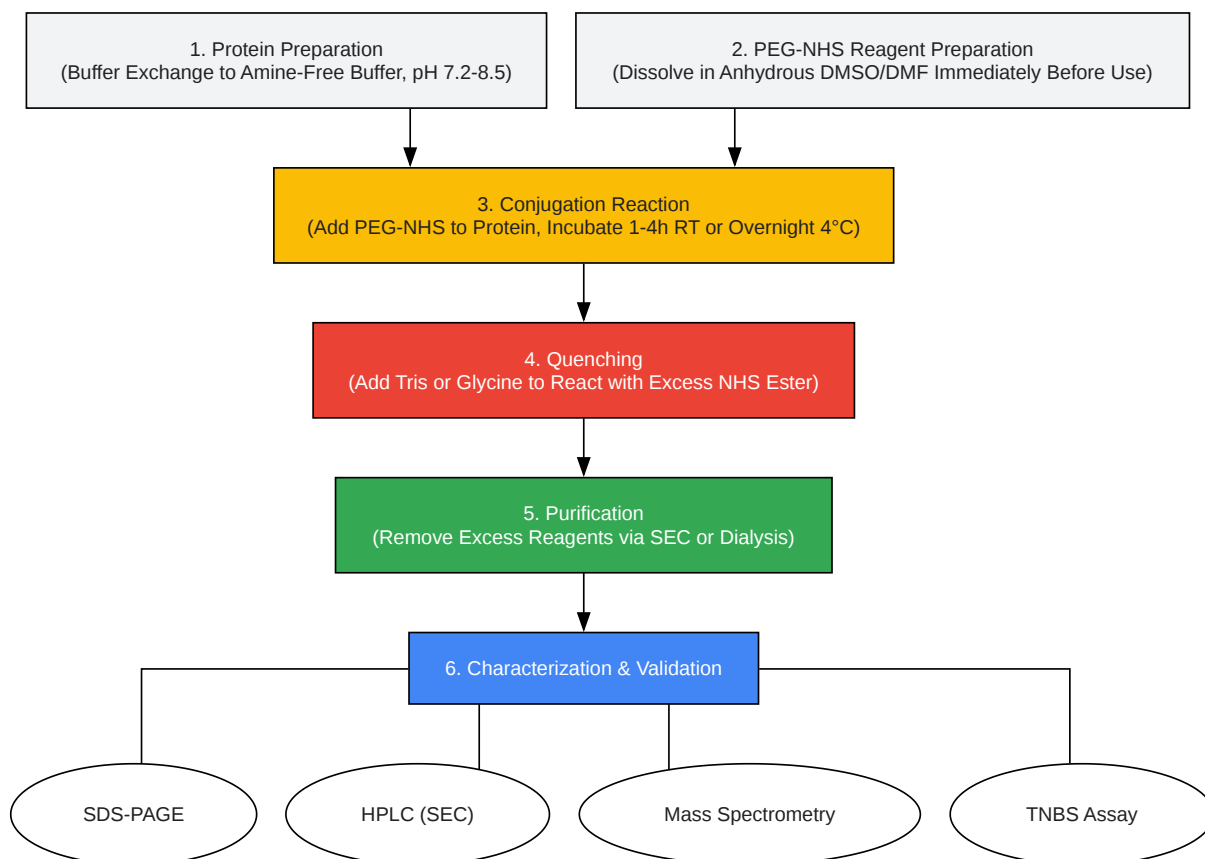 1. Protein Preparation
(Buffer Exchange to Amine-Free Buffer, pH 7.2-8.5)
2. PEG-NHS Reagent Preparation
(Dissolve in Anhydrous DMSO/DMF Immediately Before Use)
3. Conjugation Reaction
(Add PEG-NHS to Protein, Incubate 1-4h RT or Overnight 4°C)
4. Quenching
(Add Tris or Glycine to React with Excess NHS Ester)
5. Purification
(Remove Excess Reagents via SEC or Dialysis)
6. Characterization & Validation
SDS-PAGE
HPLC (SEC)
Mass Spectrometry
TNBS Assay